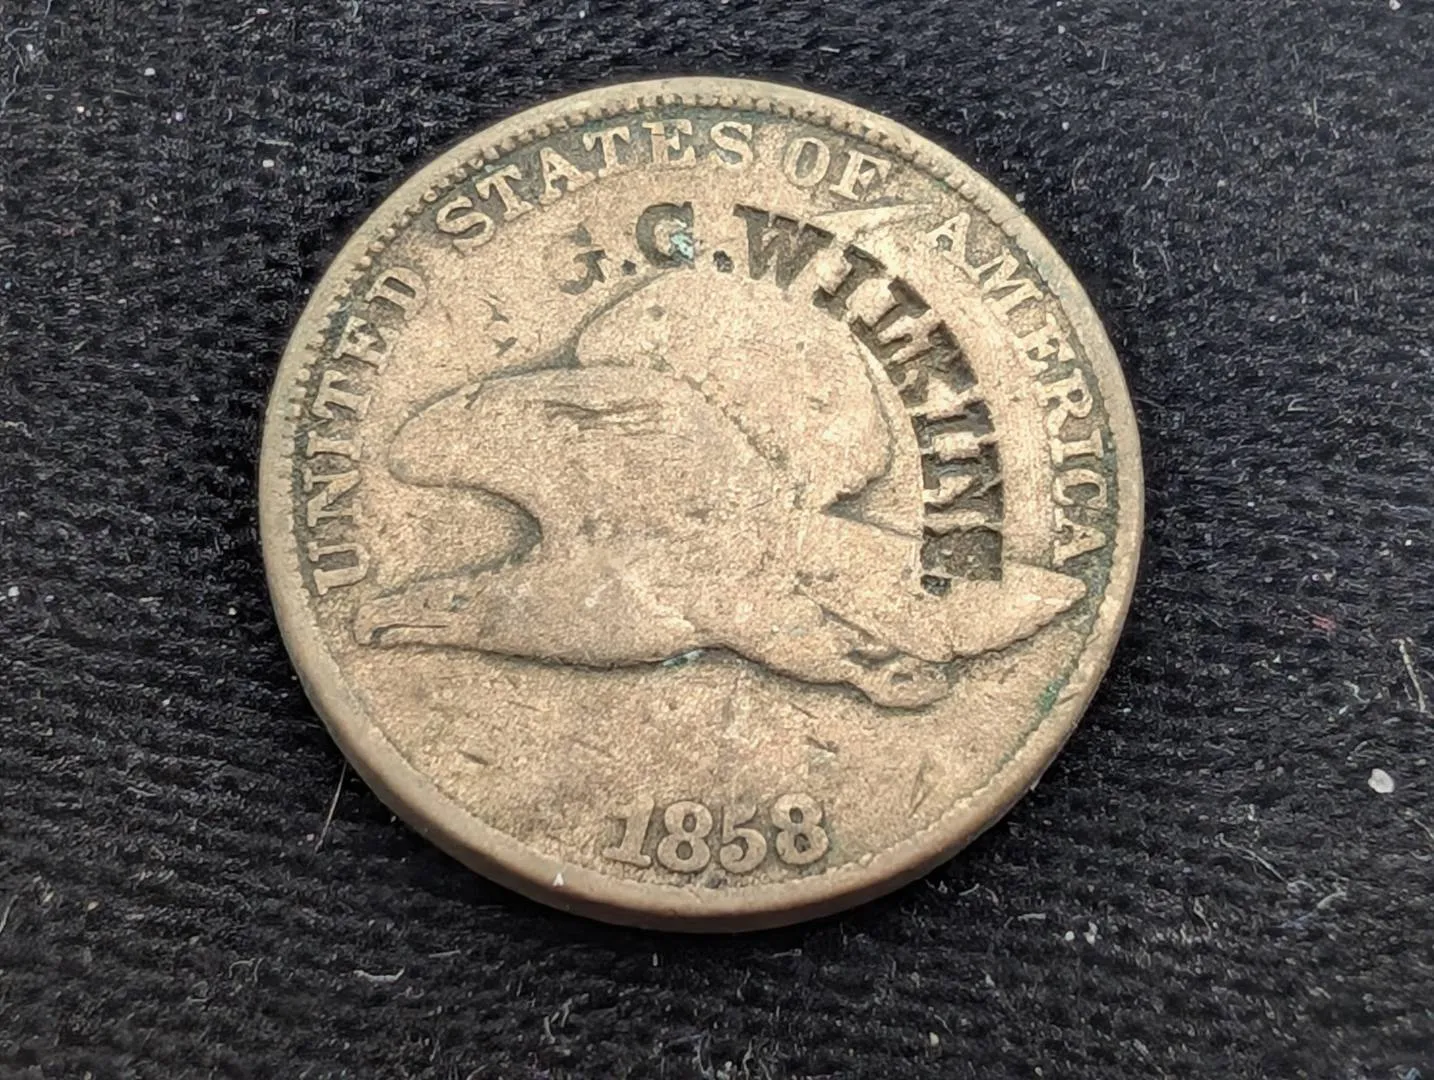 UNITED STATES OF AMERICA
J.C.WILKINS.
1858